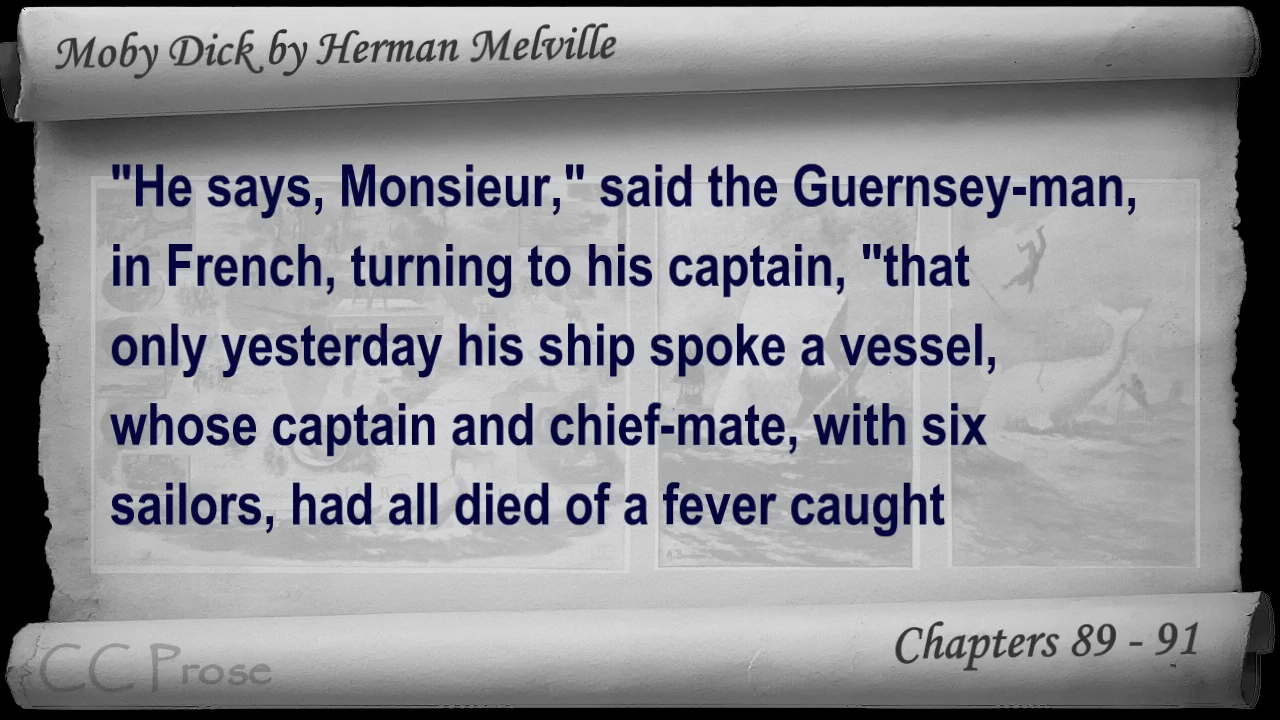 Moby Dick by Herman Melville
"He says, Monsieur," said the Guernsey-man,
in French, turning to his captain, "that
only yesterday his ship spoke a vessel,
whose captain and chief-mate, with six
sailors, had all died of a fever caught
Chapters 89 - 91
CC Prose